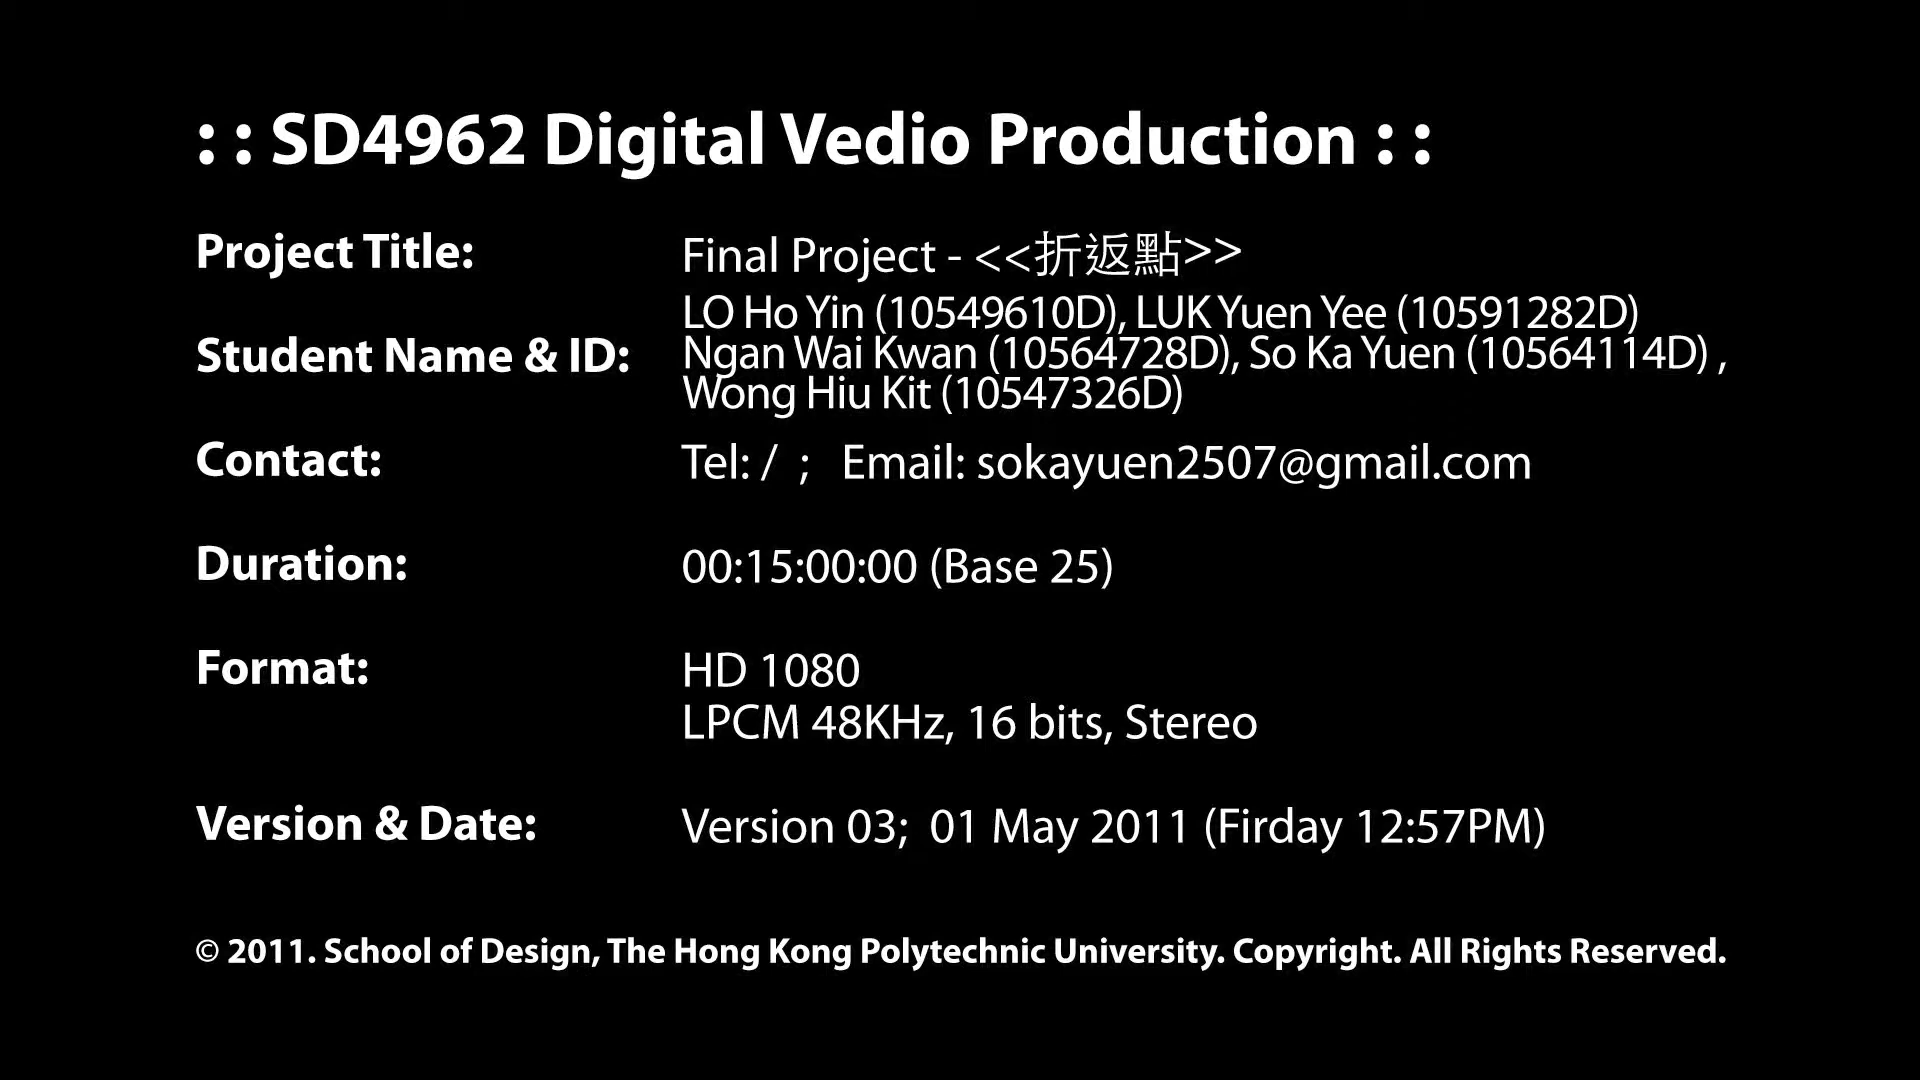 : : SD4962 Digital Vedio Production : :
Project Title: Final Project - <<折返點>>
LO Ho Yin (10549610D), LUK Yuen Yee (10591282D)
Student Name & ID: Ngan Wai Kwan (10564728D), So Ka Yuen (10564114D) ,
Wong Hiu Kit (10547326D)
Contact: Tel: / ; Email: sokayuen2507@gmail.com
Duration: 00:15:00:00 (Base 25)
Format: HD 1080
LPCM 48KHz, 16 bits, Stereo
Version & Date: Version 03; 01 May 2011 (Firday 12:57PM)
© 2011. School of Design, The Hong Kong Polytechnic University. Copyright. All Rights Reserved.